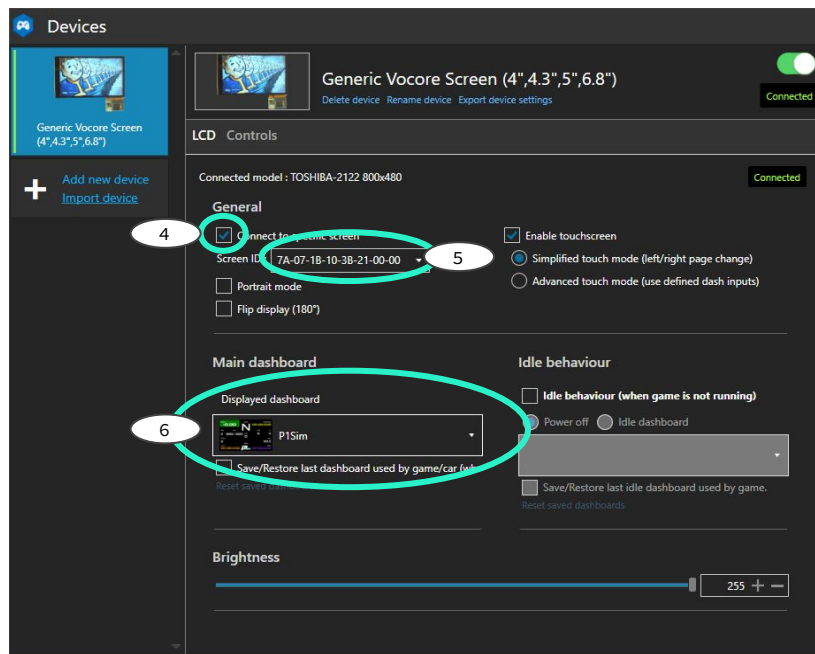 Devices
Generic Vocore Screen
(4",4.3",5",6.8")
Add new device
Import device
Generic Vocore Screen (4",4.3",5",6.8")
Delete device Rename device Export device settings
Connected
LCD Controls
Connected model : TOSHIBA-2122 800x480
Connected
General
4
Connect to specific screen
Screen ID
7A-07-1B-10-3B-21-00-00
5
Portrait mode
Flip display (180°)
Enable touchscreen
Simplified touch mode (left/right page change)
Advanced touch mode (use defined dash inputs)
Main dashboard
Displayed dashboard
6
N
P1Sim
Save/Restore last dashboard used by game/car
Reset saved
Idle behaviour
Idle behaviour (when game is not running)
Power off Idle dashboard
Save/Restore last idle dashboard used by game.
Reset saved dashboards
Brightness
255